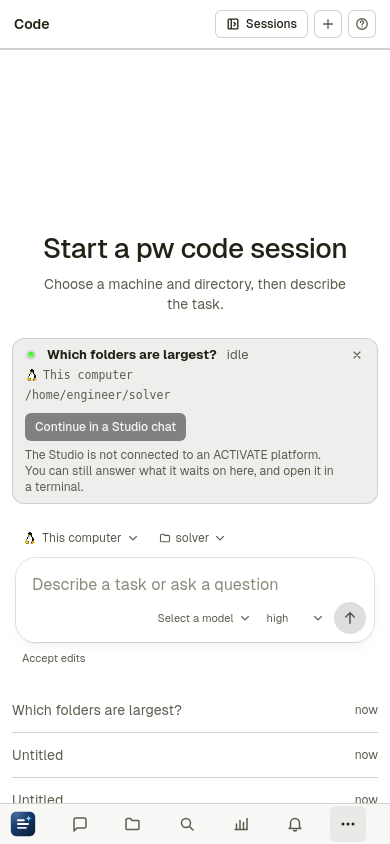 Code
Sessions
Start a pw code session
Choose a machine and directory, then describe
the task.
Which folders are largest? idle
This computer
/home/engineer/solver
Continue in a Studio chat
The Studio is not connected to an ACTIVATE platform.
You can still answer what it waits on here, and open it in
a terminal.
This computer solver
Describe a task or ask a question
Select a model high
Accept edits
Which folders are largest? now
Untitled now
Untitled now